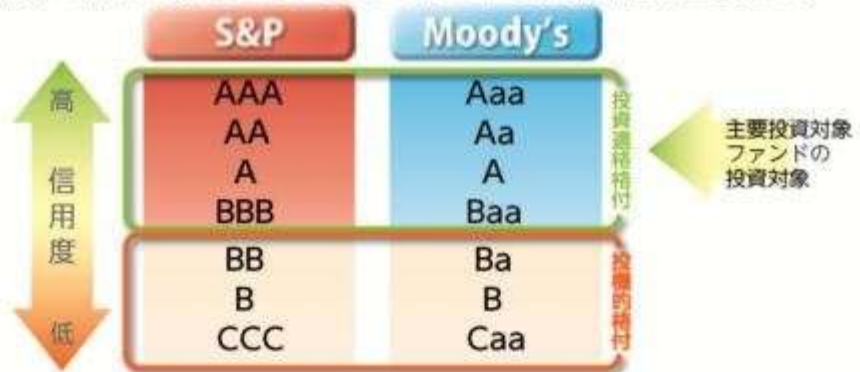 S&P Moody's
高
信用度
低
AAA Aaa
AA Aa
A A
BBB Baa
投資適格格付
BB Ba
B B
CCC Caa
投機的格付
主要投資対象
ファンドの
投資対象